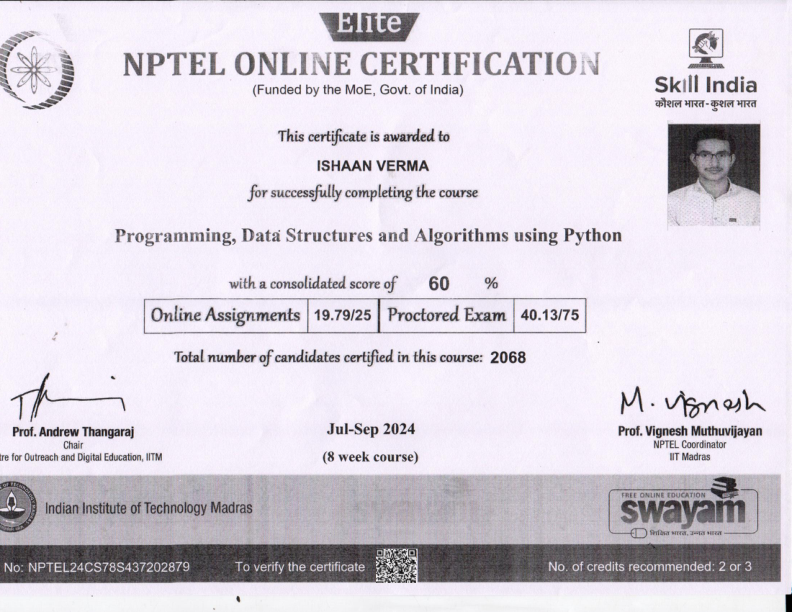 Elite
NPTEL ONLINE CERTIFICATION
(Funded by the MoE, Govt. of India)
Skill India
कौशल भारत - कुशल भारत
This certificate is awarded to
ISHAAN VERMA
for successfully completing the course
Programming, Data Structures and Algorithms using Python
with a consolidated score of 60 %
Online Assignments 19.79/25 Proctored Exam 40.13/75
Total number of candidates certified in this course: 2068
M. Vignesh
Prof. Andrew Thangaraj
Chair
tre for Outreach and Digital Education, IITM
Jul-Sep 2024
(8 week course)
Prof. Vignesh Muthuvijayan
NPTEL Coordinator
IIT Madras
Indian Institute of Technology Madras
FREE ONLINE EDUCATION
swayam
शिक्षित भारत, उन्नत भारत
No: NPTEL24CS78S437202879
To verify the certificate
No. of credits recommended: 2 or 3